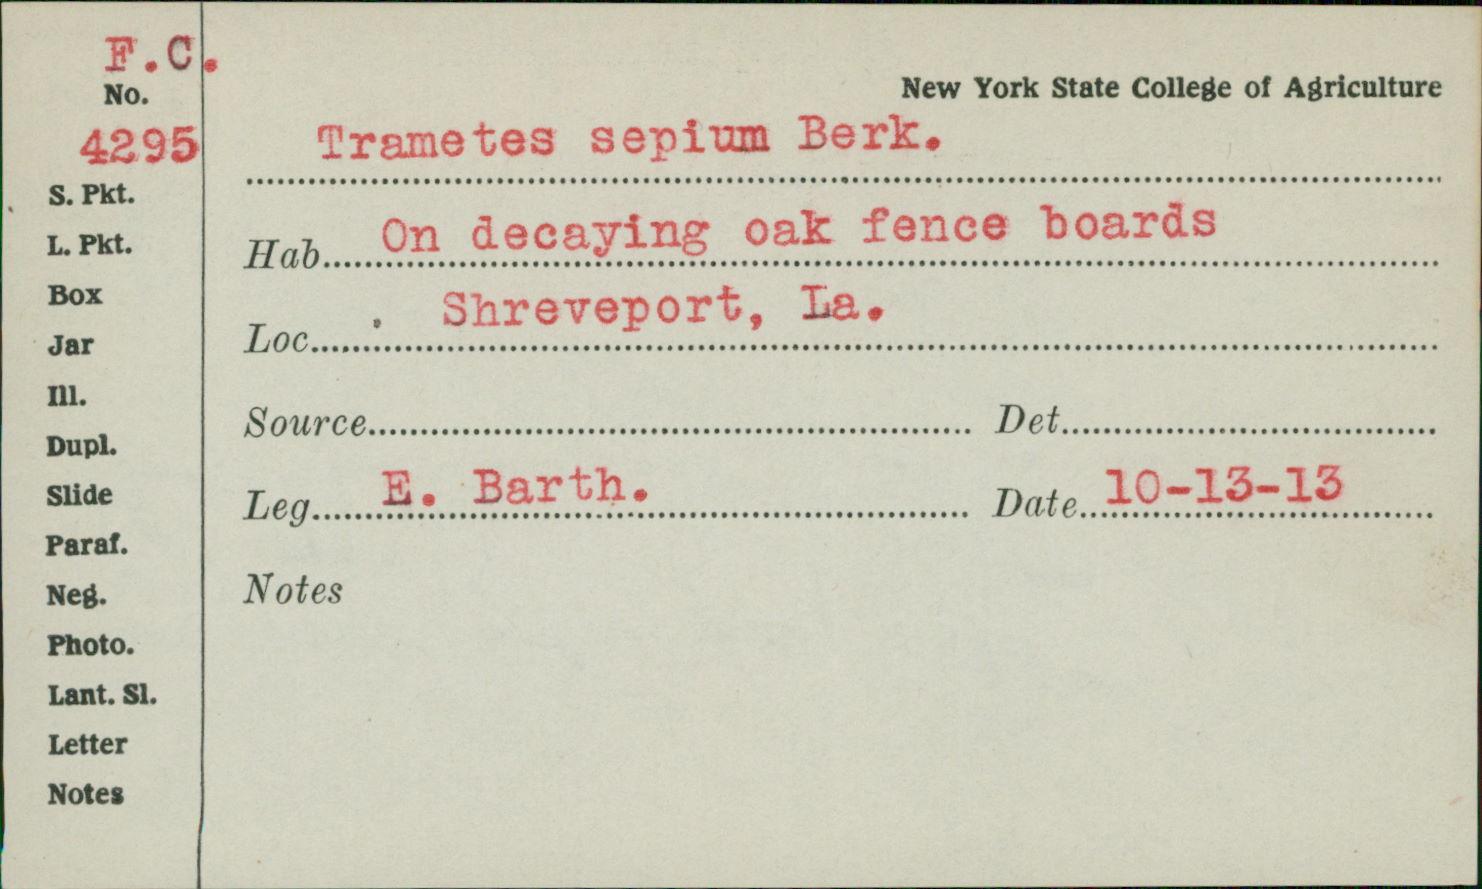 F.C.
No.
4295
S. Pkt.
L. Pkt.
Box
Jar
Ill.
Dupl.
Slide
Paraf.
Neg.
Photo.
Lant. Sl.
Letter
Notes
New York State College of Agriculture
Trametes sepium Berk.
Hab. On decaying oak fence boards
Loc. Shreveport, La.
Source Det.
Leg. E. Barth. Date 10-13-13
Notes